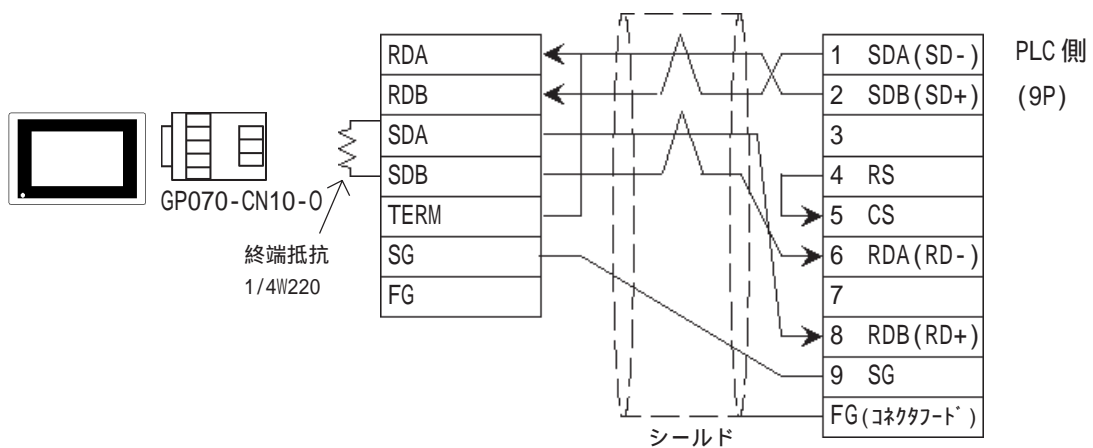 RDA
RDB
SDA
SDB
TERM
SG
FG
GP070-CN10-O
終端抵抗
1/4W220
シールド
1 SDA(SD-)
2 SDB(SD+)
3
4 RS
5 CS
6 RDA(RD-)
7
8 RDB(RD+)
9 SG
FG(ｺﾈｸﾀﾌｰﾄﾞ)
PLC 側
(9P)